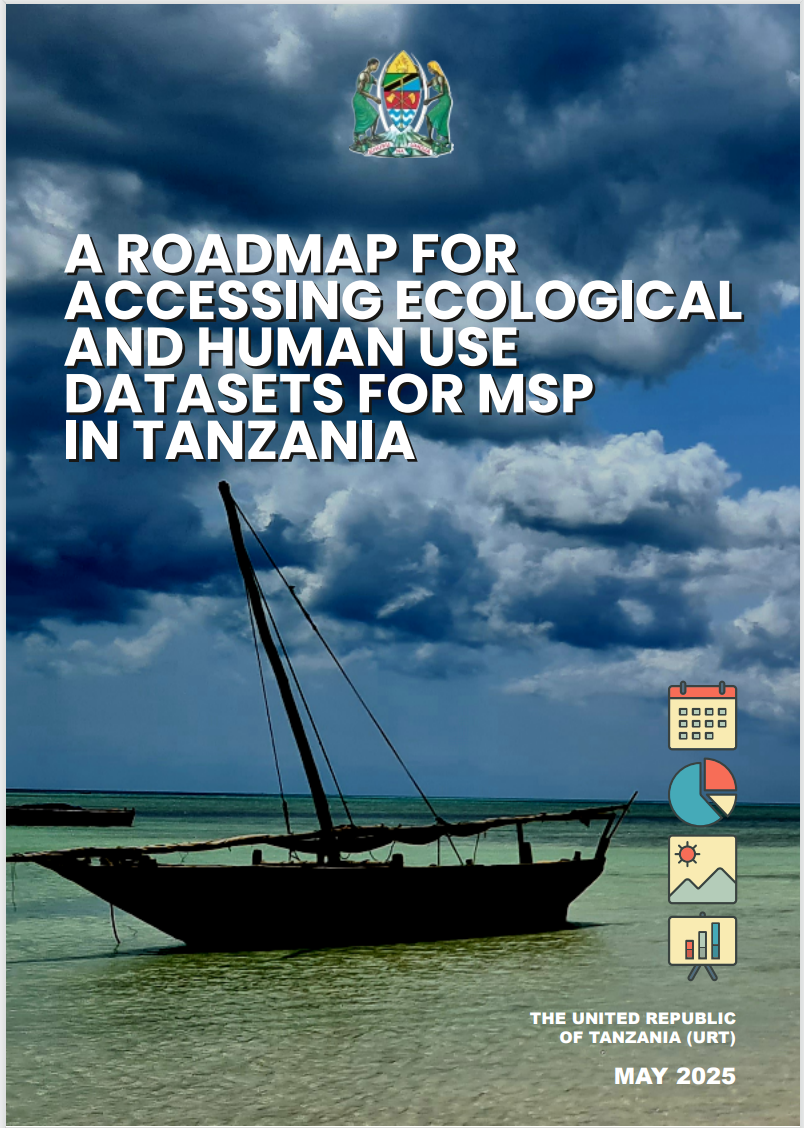 A ROADMAP FOR
ACCESSING ECOLOGICAL
AND HUMAN USE
DATASETS FOR MSP
IN TANZANIA
THE UNITED REPUBLIC
OF TANZANIA (URT)
MAY 2025